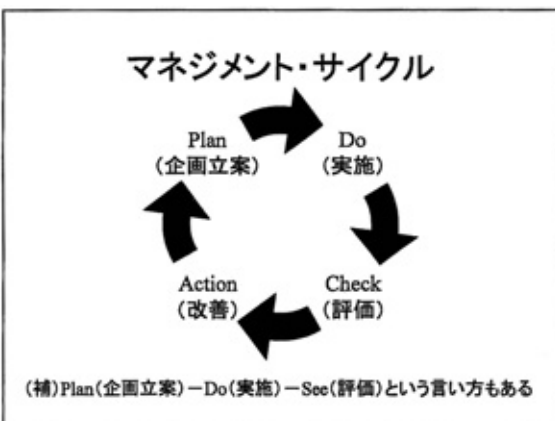 マネジメント・サイクル
Plan
(企画立案)
Do
(実施)
Action
(改善)
Check
(評価)
(補)Plan(企画立案)－Do(実施)－See(評価)という言い方もある